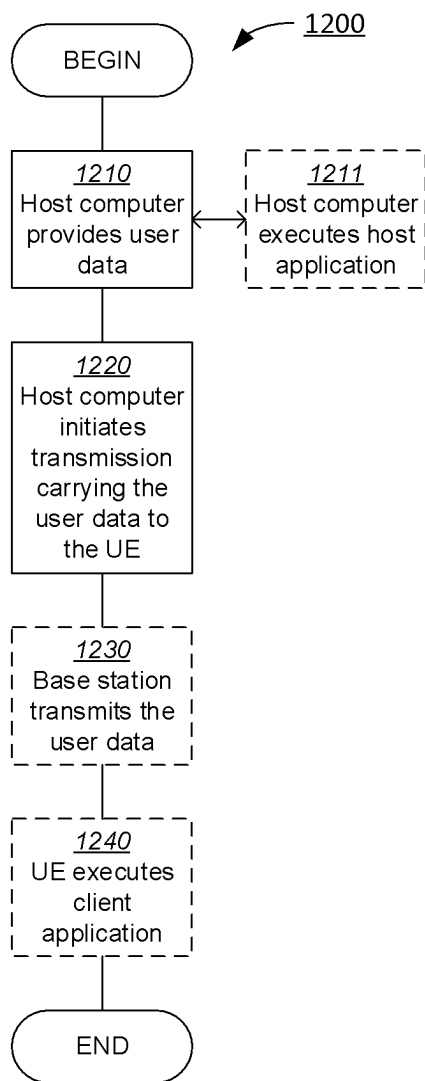 1200
BEGIN
1210
Host computer
provides user
data
1211
Host computer
executes host
application
1220
Host computer
initiates
transmission
carrying the
user data to
the UE
1230
Base station
transmits the
user data
1240
UE executes
client
application
END